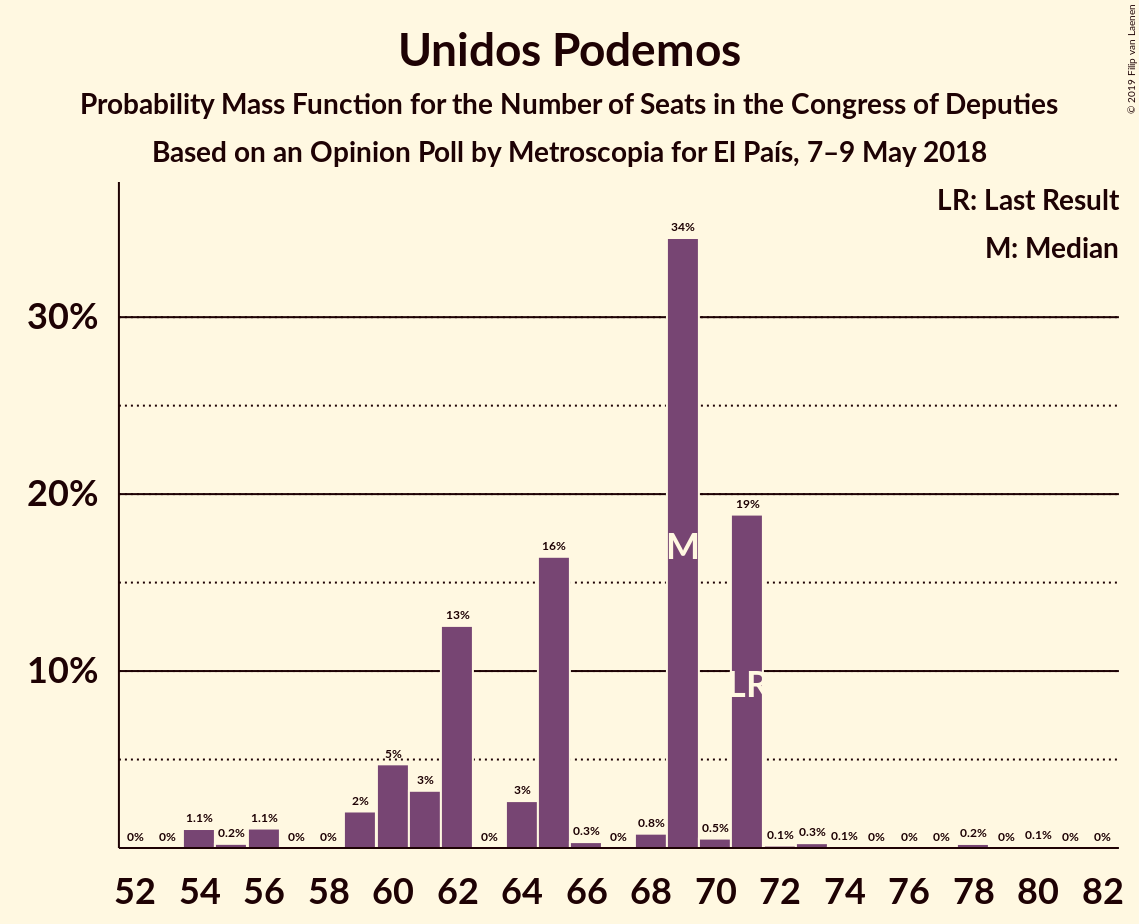 © 2019 Filip van Laenen
Unidos Podemos
Probability Mass Function for the Number of Seats in the Congress of Deputies
Based on an Opinion Poll by Metroscopia for El País, 7–9 May 2018
LR: Last Result
M: Median
30%
20%
10%
0% 0% 1.1% 0.2% 1.1% 0% 0% 2% 5% 3% 13% 0% 3% 16% 0.3% 0% 0.8% 34% 0.5% 19% 0.1% 0.3% 0.1% 0% 0% 0% 0.2% 0% 0.1% 0% 0%
M
LR
52 54 56 58 60 62 64 66 68 70 72 74 76 78 80 82